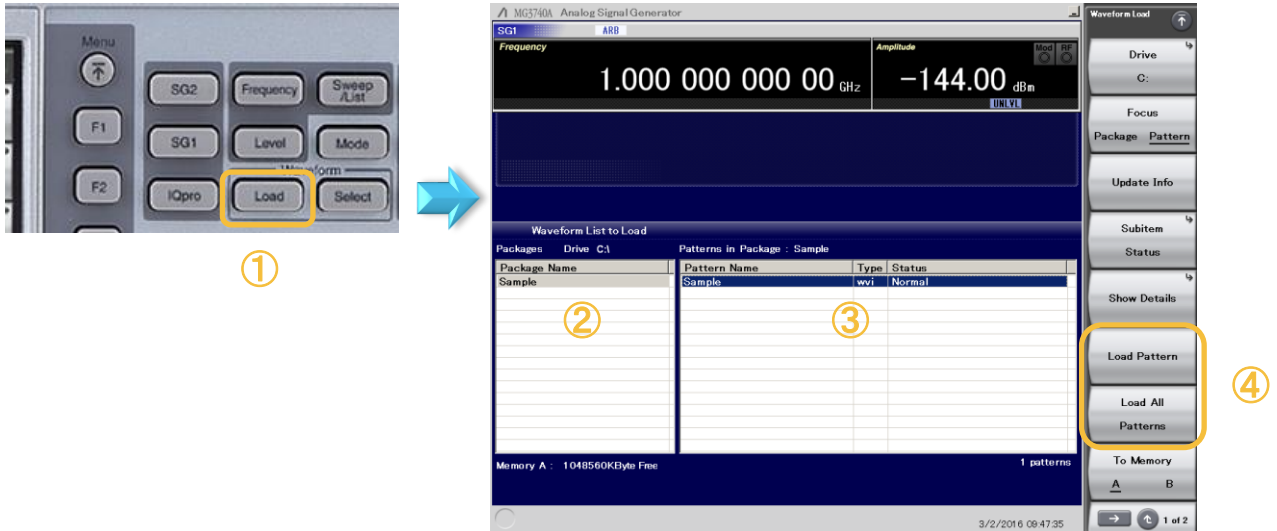 Menu
F1
F2
SG2
Frequency
Sweep
/List
SG1
Level
Mode
IQpro
Load
Select
①
MG3740A Analog Signal Generator
SG1
ARB
Frequency
1.000 000 000 00 GHz
Amplitude
Mod
RF
-144.00 dBm
UNLVL
Waveform List to Load
Packages Drive C:\
Patterns in Package : Sample
Package Name
Pattern Name
Type
Status
Sample
Sample
wvi
Normal
②
③
Memory A : 1048560KByte Free
1 patterns
3/2/2016 09:47:35
Waveform Load
Drive
C:
Focus
Package Pattern
Update Info
Subitem
Status
Show Details
Load Pattern
Load All
Patterns
To Memory
A B
1 of 2
④